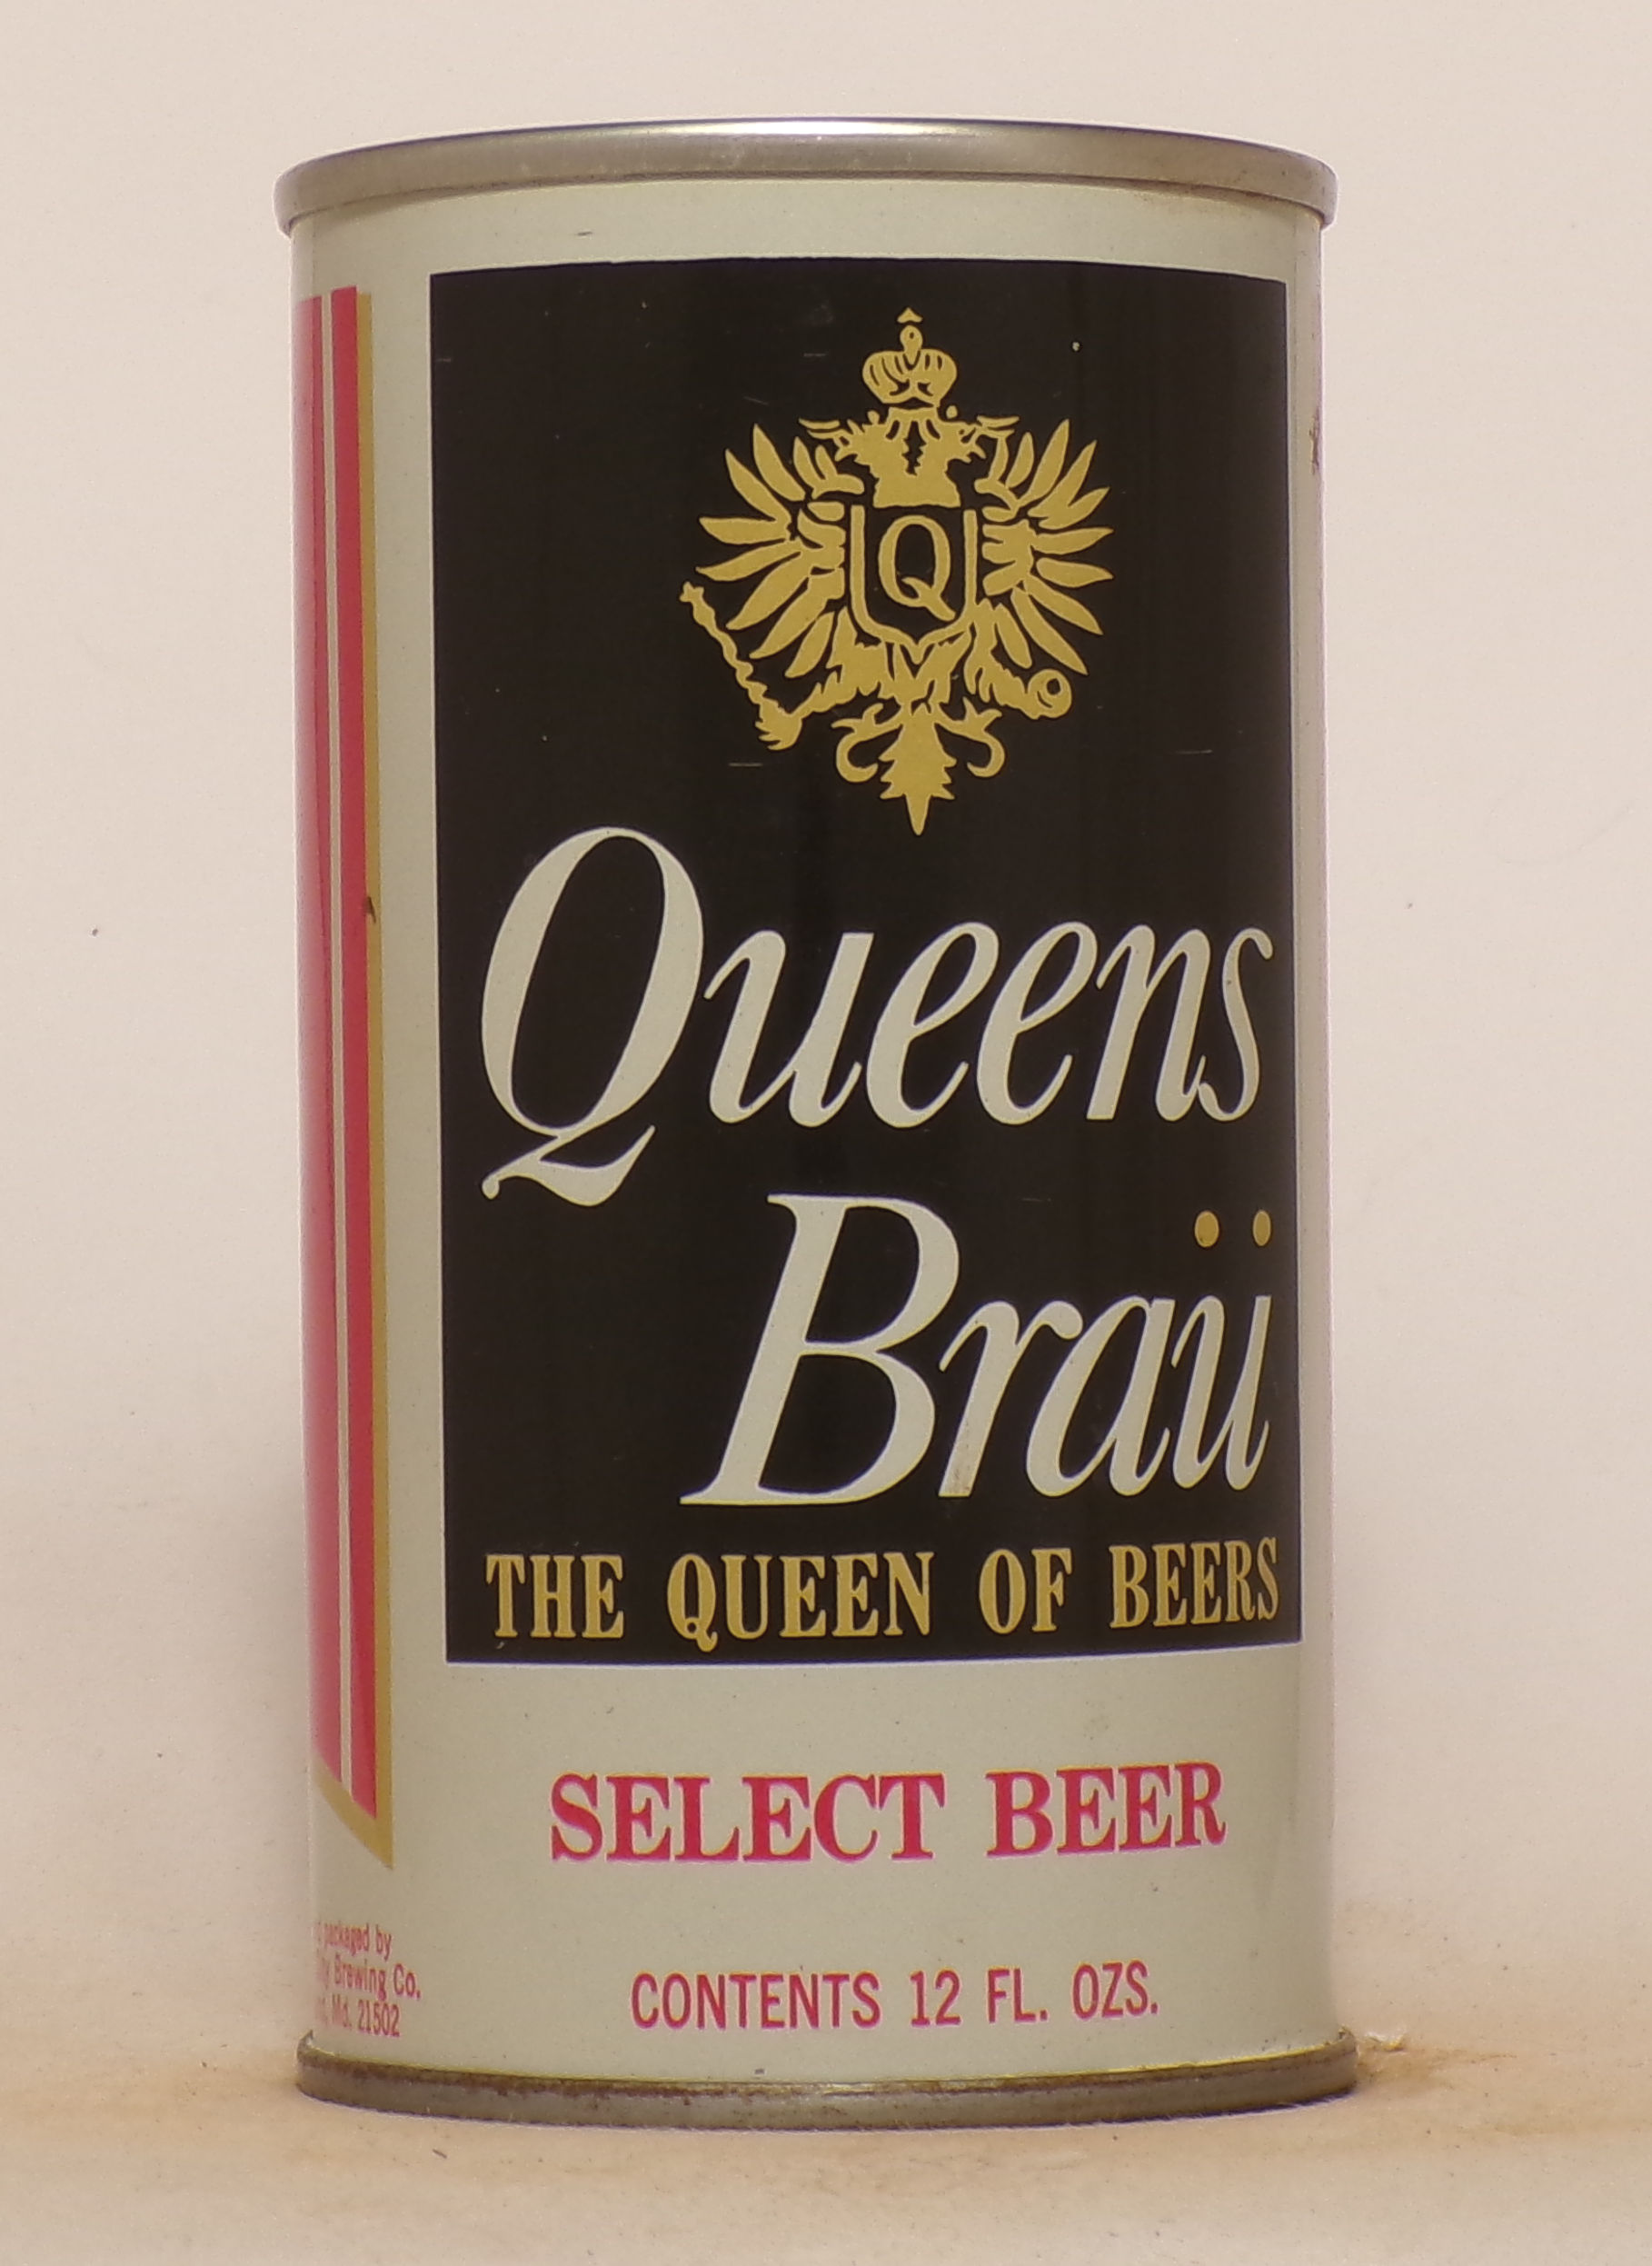 Q
Queens
Braü
THE QUEEN OF BEERS
SELECT BEER
CONTENTS 12 FL. OZS.
packaged by
Brewing Co.
Md. 21502